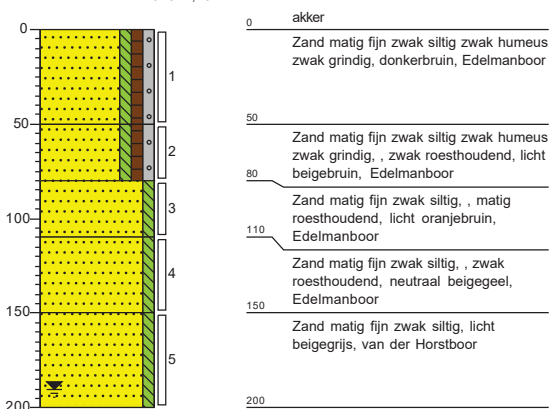 0
50
100
150
200
1
2
3
4
5
0
akker
Zand matig fijn zwak siltig zwak humeus
zwak grindig, donkerbruin, Edelmanboor
50
Zand matig fijn zwak siltig zwak humeus
zwak grindig, , zwak roesthoudend, licht
beigebruin, Edelmanboor
80
Zand matig fijn zwak siltig, , matig
roesthoudend, licht oranjebruin,
Edelmanboor
110
Zand matig fijn zwak siltig, , zwak
roesthoudend, neutraal beigegeel,
Edelmanboor
150
Zand matig fijn zwak siltig, licht
beigegrijs, van der Horstboor
200